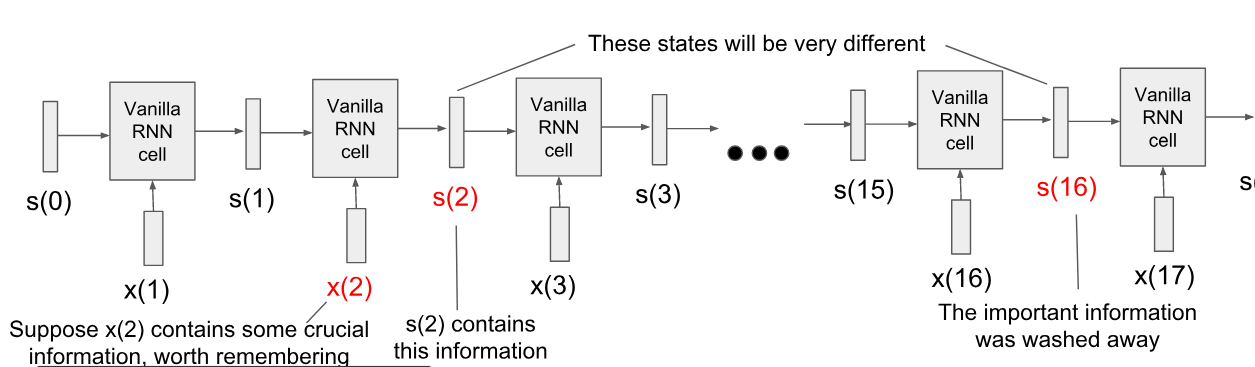 These states will be very different
Vanilla
RNN
cell
Vanilla
RNN
cell
Vanilla
RNN
cell
Vanilla
RNN
cell
Vanilla
RNN
cell
s(0)
s(1)
s(2)
s(3)
s(15)
s(16)
s(
x(1)
x(2)
x(3)
x(16)
x(17)
Suppose x(2) contains some crucial
information, worth remembering
s(2) contains
this information
The important information
was washed away